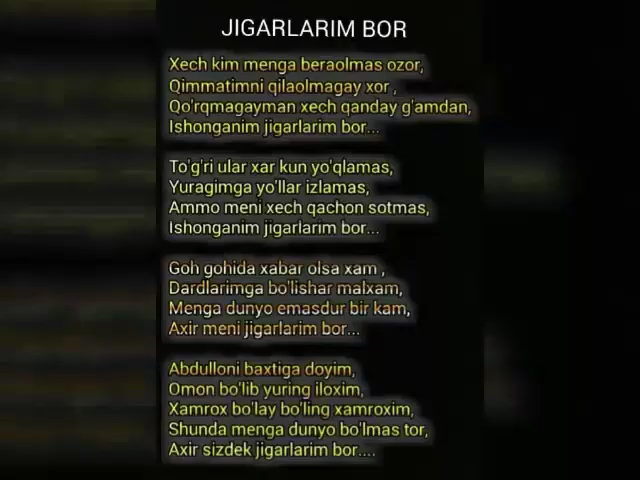 JIGARLARIM BOR
Xech kim menga beraolmas ozor,
Qimmatimni qilaolmagay xor ,
Qo'rqmagayman xech qanday g'amdan,
Ishonganim jigarlarim bor...
To'g'ri ular xar kun yo'qlamas,
Yuragimga yo'llar izlamas,
Ammo meni xech qachon sotmas,
Ishonganim jigarlarim bor...
Goh gohida xabar olsa xam ,
Dardlarimga bo'lishar malxam,
Menga dunyo emasdur bir kam,
Axir meni jigarlarim bor...
Abdulloni baxtiga doyim,
Omon bo'lib yuring iloxim,
Xamrox bo'lay bo'ling xamroxim,
Shunda menga dunyo bo'lmas tor,
Axir sizdek jigarlarim bor....